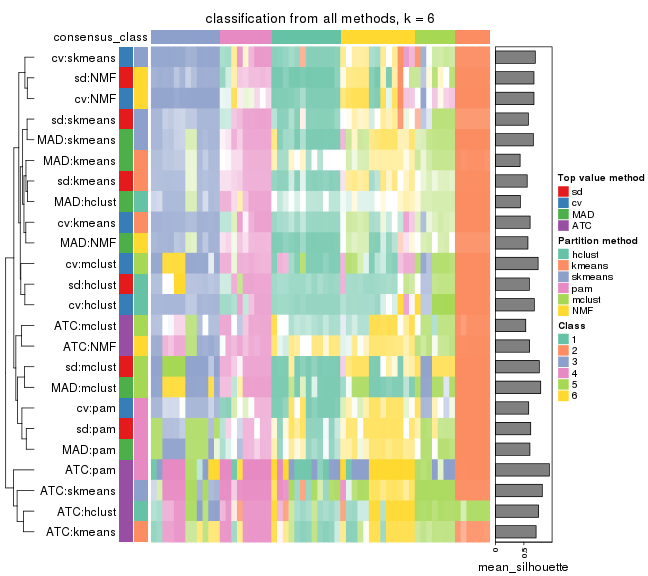 classification from all methods, k = 6
consensus_class
cv:skmeans
sd:NMF
cv:NMF
sd:skmeans
MAD:skmeans
MAD:kmeans
sd:kmeans
MAD:hclust
cv:kmeans
MAD:NMF
cv:mclust
sd:hclust
cv:hclust
ATC:mclust
ATC:NMF
sd:mclust
MAD:mclust
cv:pam
sd:pam
MAD:pam
ATC:pam
ATC:skmeans
ATC:hclust
ATC:kmeans
0
0.5
mean_silhouette
Top value method
sd
cv
MAD
ATC
Partition method
hclust
kmeans
skmeans
pam
mclust
NMF
Class
1
2
3
4
5
6